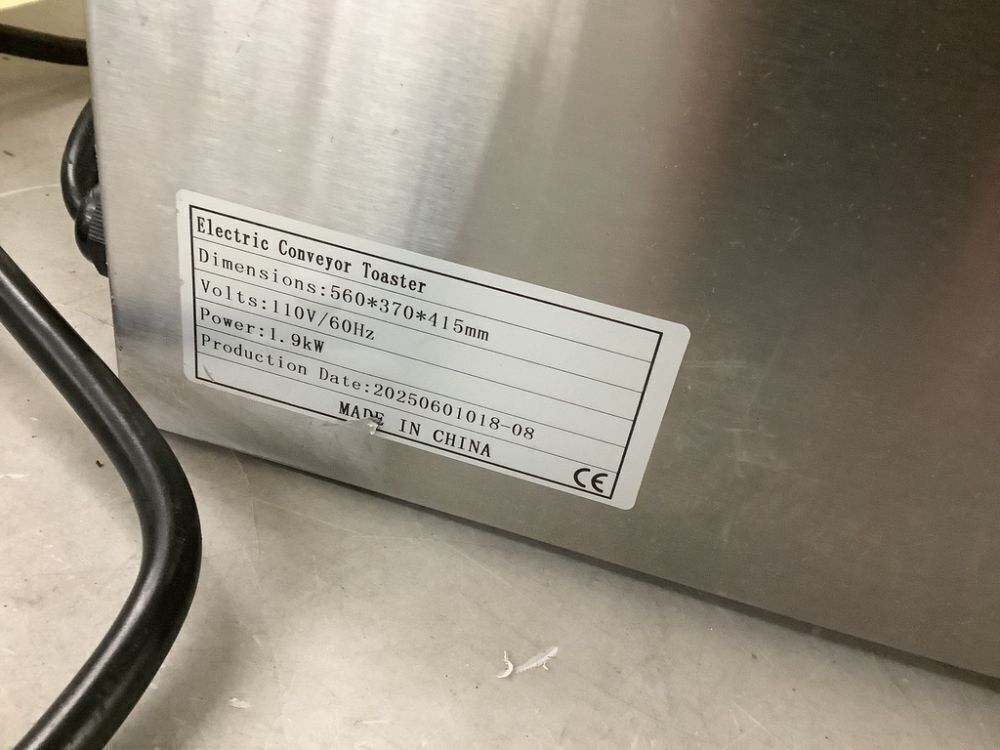 Electric Conveyor Toaster
Dimensions:560*370*415mm
Volts:110V/60Hz
Power:1.9kW
Production Date:20250601018-08
MADE IN CHINA
CE